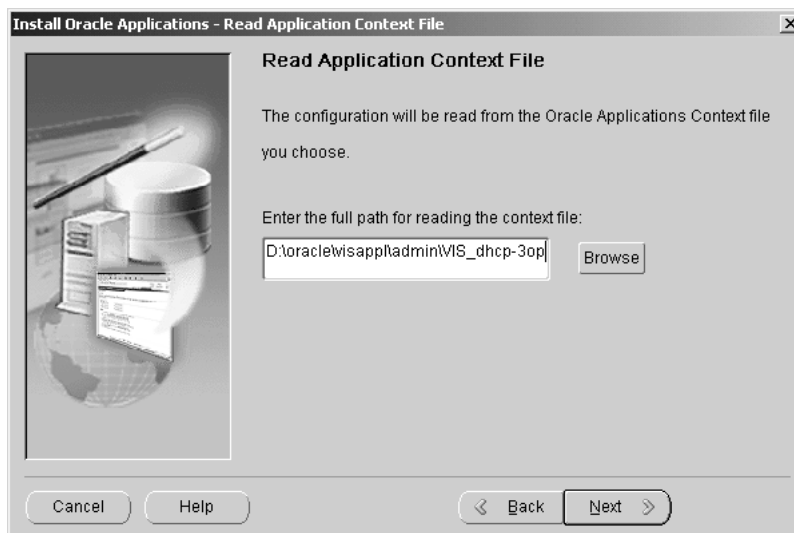 Install Oracle Applications - Read Application Context File
Read Application Context File
The configuration will be read from the Oracle Applications Context file
you choose.
Enter the full path for reading the context file:
D:\oracle\visappl\admin\VIS_dhcp-3op
Browse
Cancel
Help
Back
Next